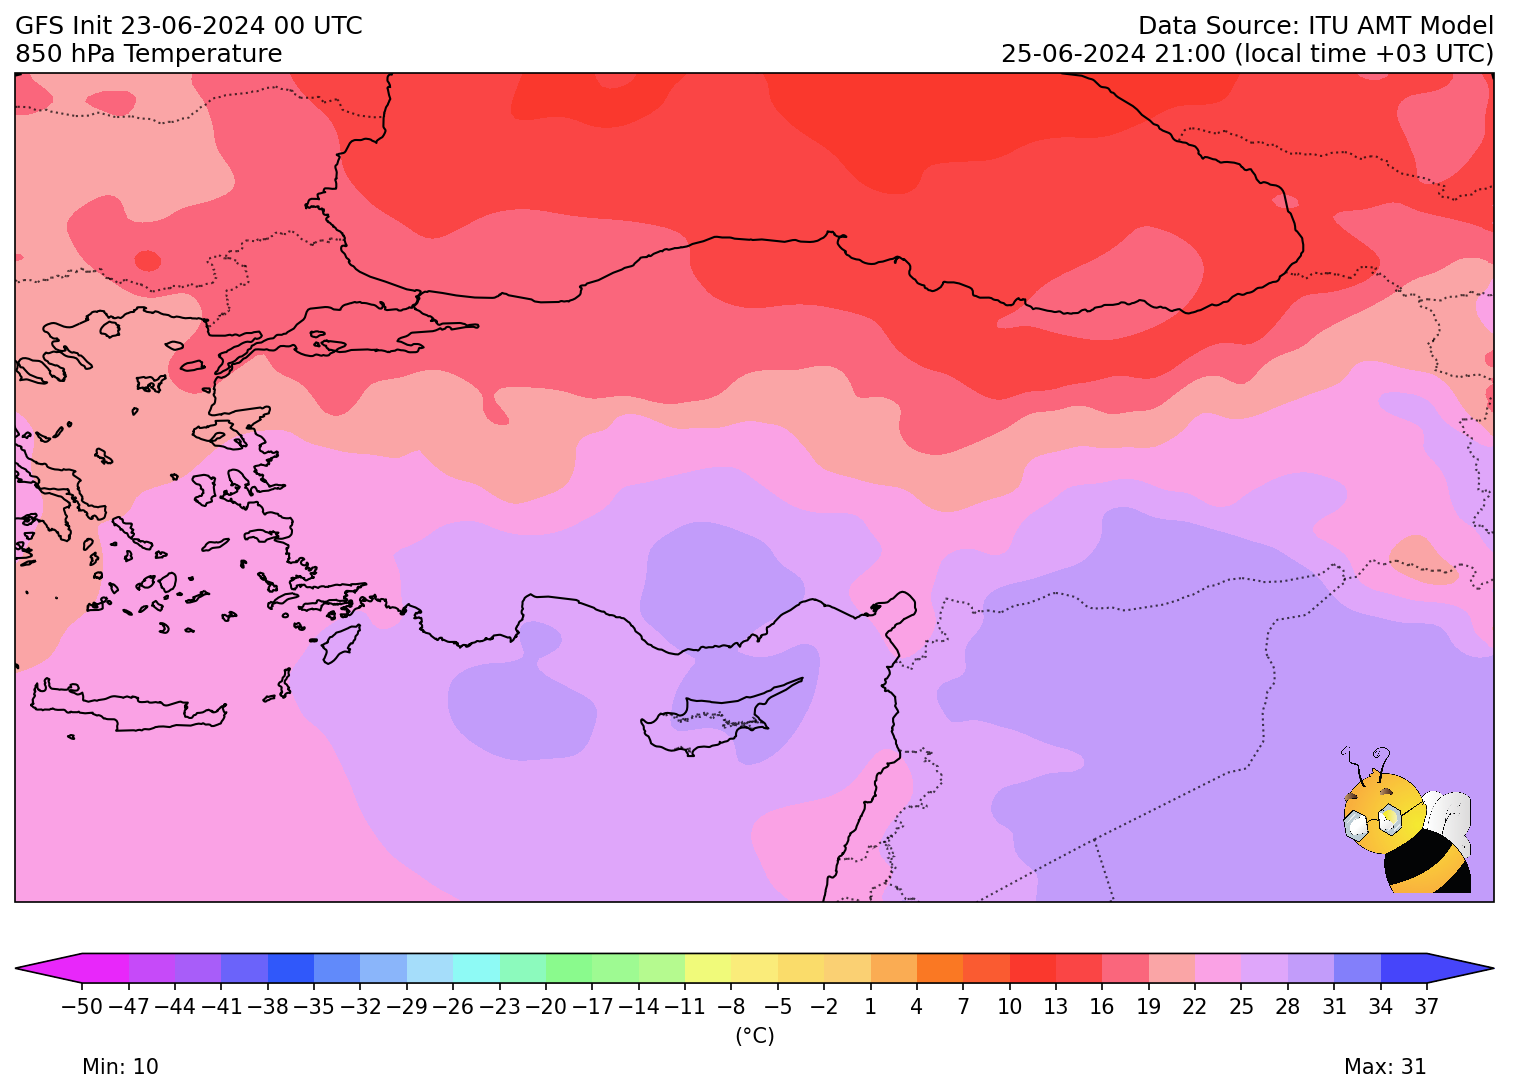 GFS Init 23-06-2024 00 UTC
Data Source: ITU AMT Model
850 hPa Temperature
25-06-2024 21:00 (local time +03 UTC)
−50 −47 −44 −41 −38 −35 −32 −29 −26 −23 −20 −17 −14 −11 −8 −5 −2 1 4 7 10 13 16 19 22 25 28 31 34 37
(°C)
Min: 10
Max: 31